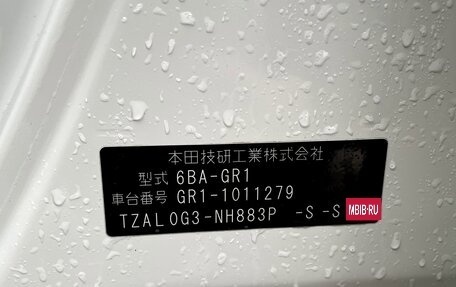 本田技研工業株式会社
型式 6BA-GR1
車台番号 GR1-1011279
TZAL0G3-NH883P -S -S
MBIB.RU